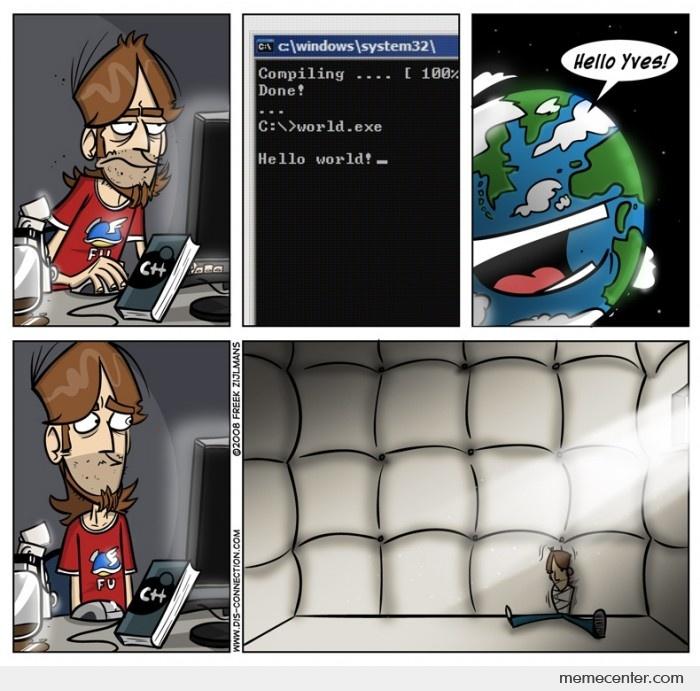 C:\ c:\windows\system32\
Compiling .... [ 100%
Done!
...
C:\>world.exe
Hello world!
Hello Yves!
FU
C++
©2008 FREEK ZIJLMANS
WWW.DIS-CONNECTION.COM
FU
C++
memecenter.com